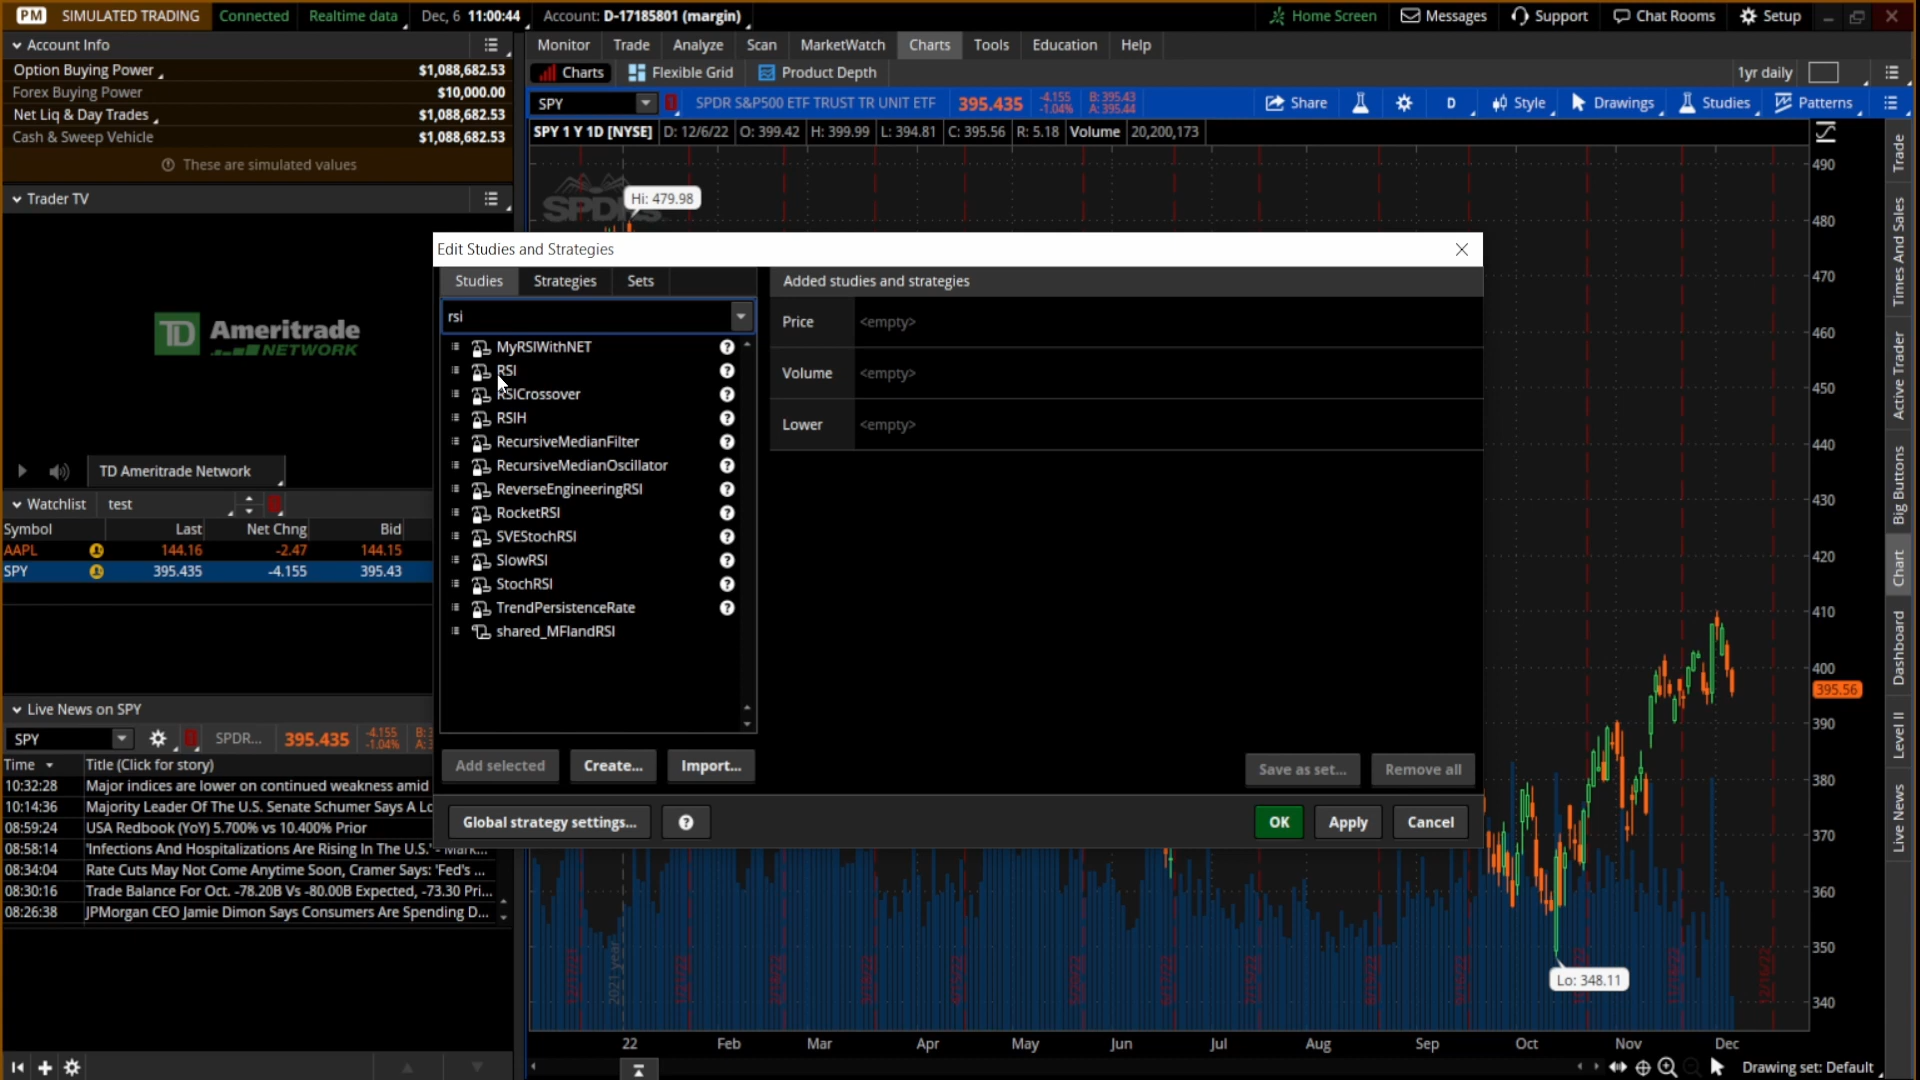 PM SIMULATED TRADING Connected Realtime data Dec, 6 11:00:44 Account: D-17185801 (margin) Home Screen Messages Support Chat Rooms Setup
Account Info
Option Buying Power $1,088,682.53
Forex Buying Power $10,000.00
Net Liq & Day Trades $1,088,682.53
Cash & Sweep Vehicle $1,088,682.53
These are simulated values
Trader TV
TD Ameritrade
NETWORK
TD Ameritrade Network
Watchlist test
Symbol Last Net Chng Bid
AAPL 144.16 -2.47 144.15
SPY 395.435 -4.155 395.43
Live News on SPY
SPY SPDR... 395.435 -4.155 -1.04%
Time Title (Click for story)
10:32:28 Major indices are lower on continued weakness amid
10:14:36 Majority Leader Of The U.S. Senate Schumer Says A
08:59:24 USA Redbook (YoY) 5.700% vs 10.400% Prior
08:58:14 'Infections And Hospitalizations Are Rising In The U.S.' - Mark...
08:34:04 Rate Cuts May Not Come Anytime Soon, Cramer Says: 'Fed's ...
08:30:16 Trade Balance For Oct. -78.20B Vs -80.00B Expected, -73.30 Pri...
08:26:38 JPMorgan CEO Jamie Dimon Says Consumers Are Spending D...
Monitor Trade Analyze Scan MarketWatch Charts Tools Education Help
Charts Flexible Grid Product Depth 1yr daily
SPY SPDR S&P500 ETF TRUST TR UNIT ETF 395.435 -4.155 -1.04% B: 395.43 A: 395.44 Share D Style Drawings Studies Patterns
SPY 1 Y 1D [NYSE] D: 12/6/22 O: 399.42 H: 399.99 L: 394.81 C: 395.56 R: 5.18 Volume 20,200,173
SPDRs
Hi: 479.98
Edit Studies and Strategies
Studies Strategies Sets
rsi
MyRSIWithNET
RSI
RSICrossover
RSIH
RecursiveMedianFilter
RecursiveMedianOscillator
ReverseEngineeringRSI
RocketRSI
SVEStochRSI
SlowRSI
StochRSI
TrendPersistenceRate
shared_MFIandRSI
Add selected Create... Import...
Added studies and strategies
Price <empty>
Volume <empty>
Lower <empty>
Save as set... Remove all
Global strategy settings... OK Apply Cancel
490
480
470
460
450
440
430
420
410
400
395.56
390
380
370
360
350
340
Lo: 348.11
2021 year
22 Feb Mar Apr May Jun Jul Aug Sep Oct Nov Dec
Drawing set: Default
Trade
Times And Sales
Active Trader
Big Buttons
Chart
Dashboard
Level II
Live News